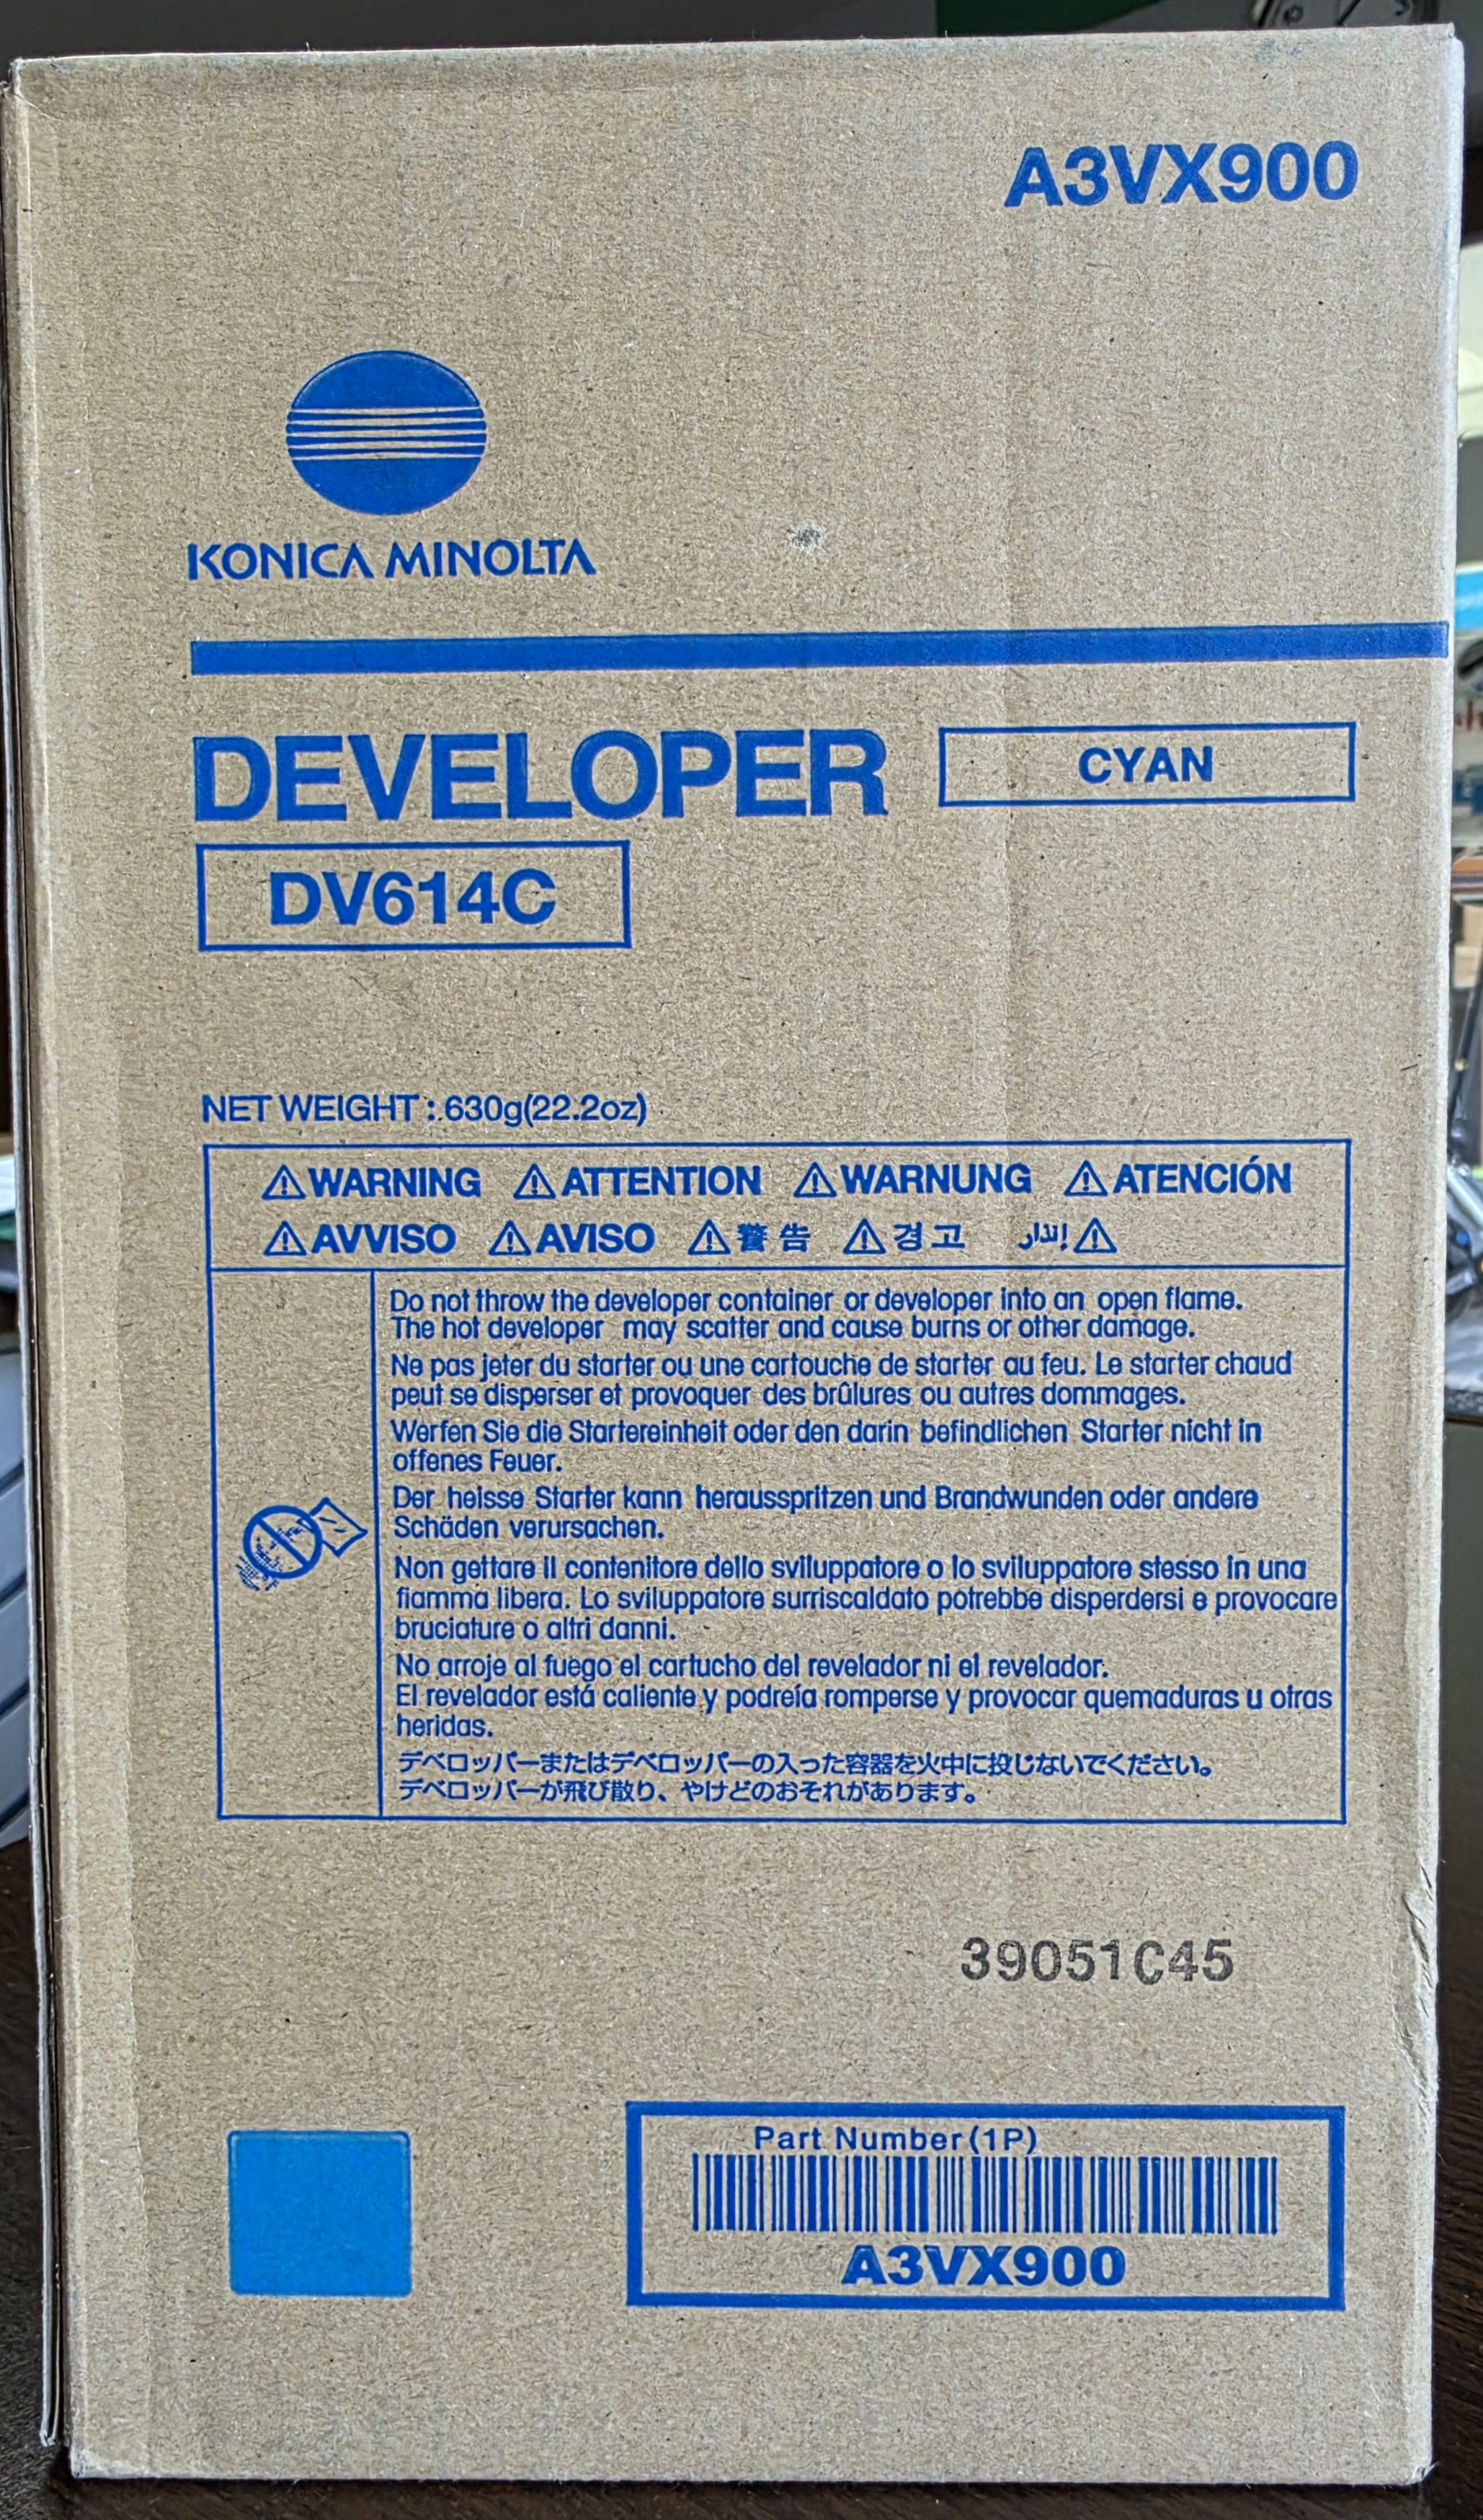 A3VX900
KONICA MINOLTA
DEVELOPER
CYAN
DV614C
NET WEIGHT : 630g(22.2oz)
⚠WARNING ⚠ATTENTION ⚠WARNUNG ⚠ATENCIÓN
⚠AVVISO ⚠AVISO ⚠警告 ⚠경고 إنذار⚠
Do not throw the developer container or developer into an open flame.
The hot developer may scatter and cause burns or other damage.
Ne pas jeter du starter ou une cartouche de starter au feu. Le starter chaud
peut se disperser et provoquer des brûlures ou autres dommages.
Werfen Sie die Startereinheit oder den darin befindlichen Starter nicht in
offenes Feuer.
Der heisse Starter kann herausspritzen und Brandwunden oder andere
Schäden verursachen.
Non gettare il contenitore dello sviluppatore o lo sviluppatore stesso in una
fiamma libera. Lo sviluppatore surriscaldato potrebbe disperdersi e provocare
bruciature o altri danni.
No arroje al fuego el cartucho del revelador ni el revelador.
El revelador está caliente y podreía romperse y provocar quemaduras u otras
heridas.
デベロッパーまたはデベロッパーの入った容器を火中に投じないでください。
デベロッパーが飛び散り、やけどのおそれがあります。
39051C45
Part Number(1P)
A3VX900